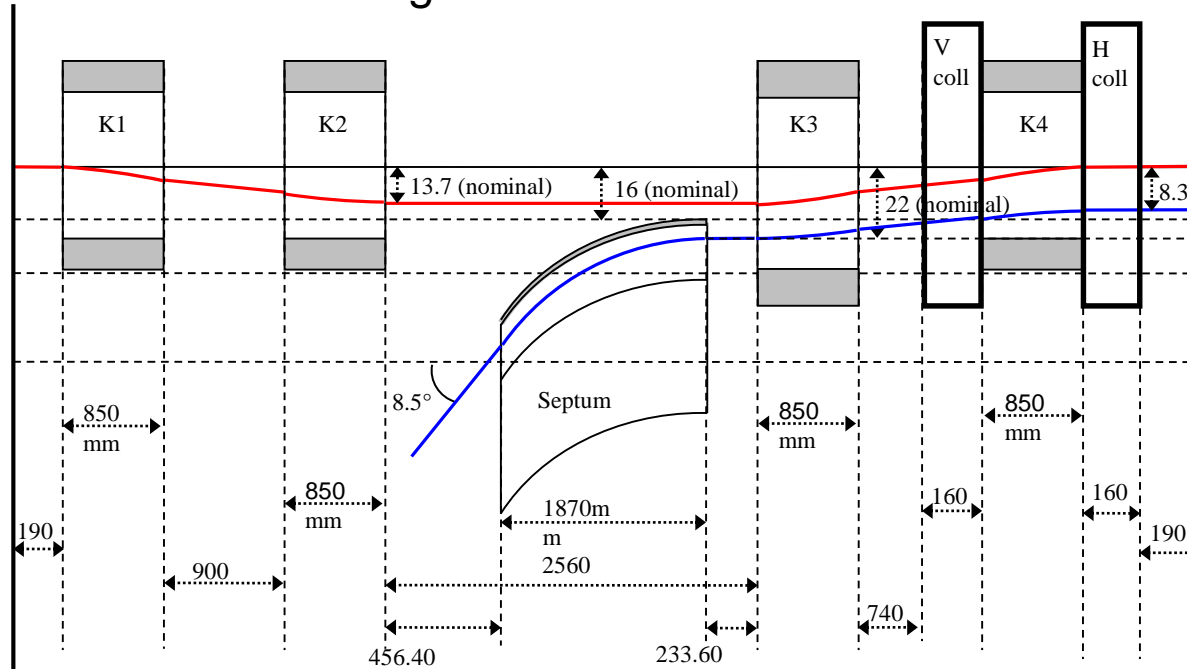 g
V
coll
H
coll
K1
K2
K3
K4
13.7 (nominal)
16 (nominal)
22 (nominal)
8.3
8.5°
Septum
850
mm
850
mm
850
mm
850
mm
1870m
m
160
160
190
190
900
2560
740
456.40
233.60